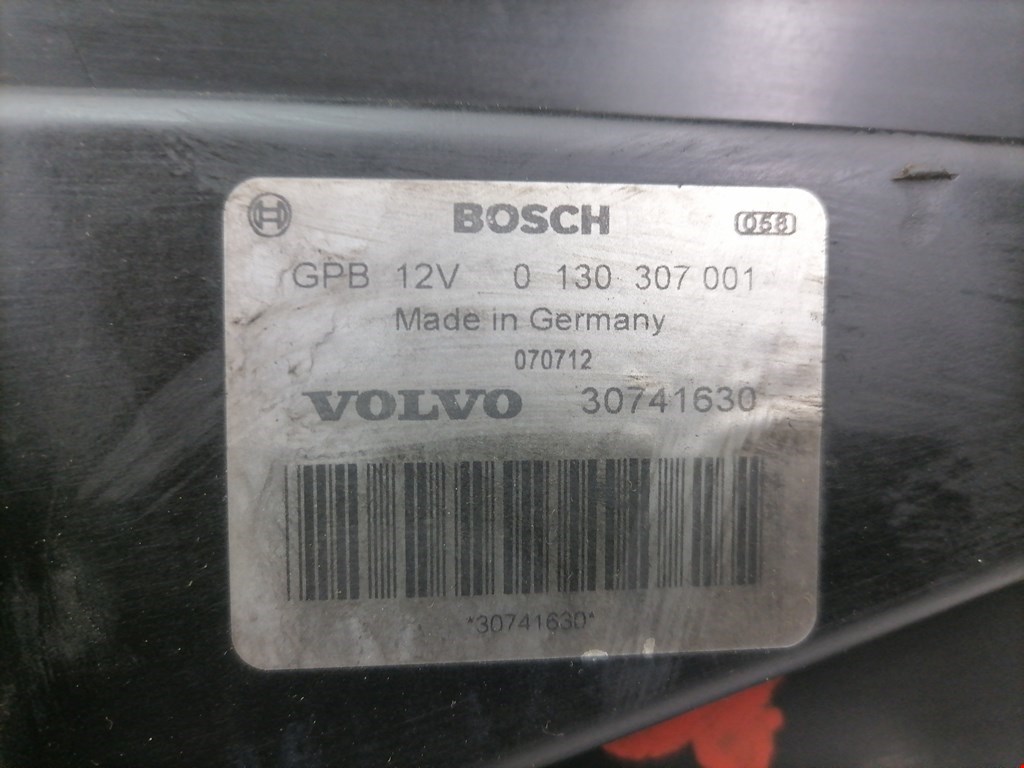 BOSCH 058
GPB 12V 0 130 307 001
Made in Germany
070712
VOLVO 30741630
*30741630*